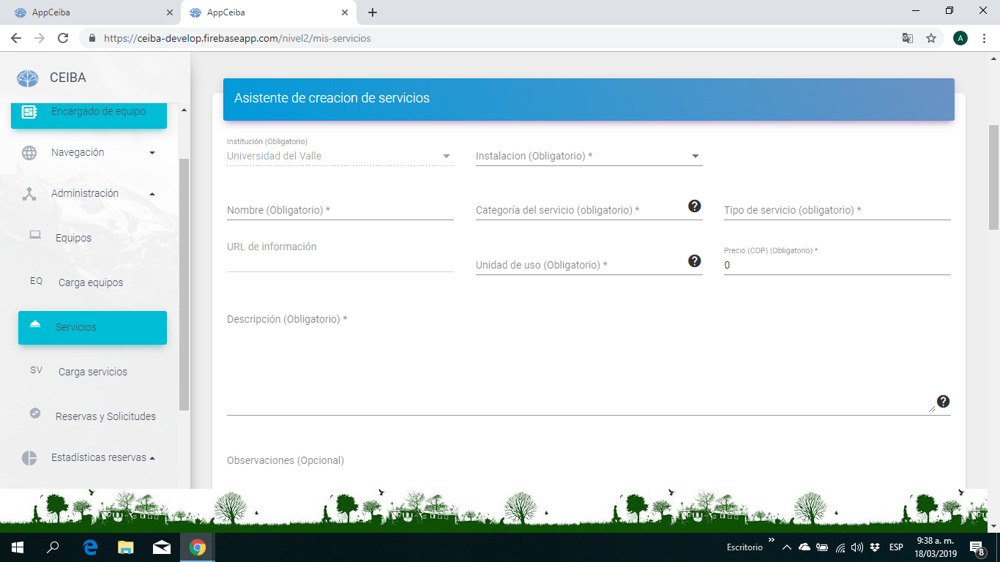 AppCeiba
AppCeiba
https://ceiba-develop.firebaseapp.com/nivel2/mis-servicios
A
CEIBA
Encargado de equipo
Navegación
Administración
Equipos
EQ Carga equipos
Servicios
SV Carga servicios
Reservas y Solicitudes
Estadísticas reservas
Asistente de creacion de servicios
Institución (Obligatorio)
Universidad del Valle
Instalacion (Obligatorio) *
Nombre (Obligatorio) *
Categoría del servicio (obligatorio) *
?
Tipo de servicio (obligatorio) *
URL de información
Unidad de uso (Obligatorio) *
?
Precio (COP) (Obligatorio) *
0
Descripción (Obligatorio) *
?
Observaciones (Opcional)
Escritorio
ESP
9:38 a. m.
18/03/2019
8